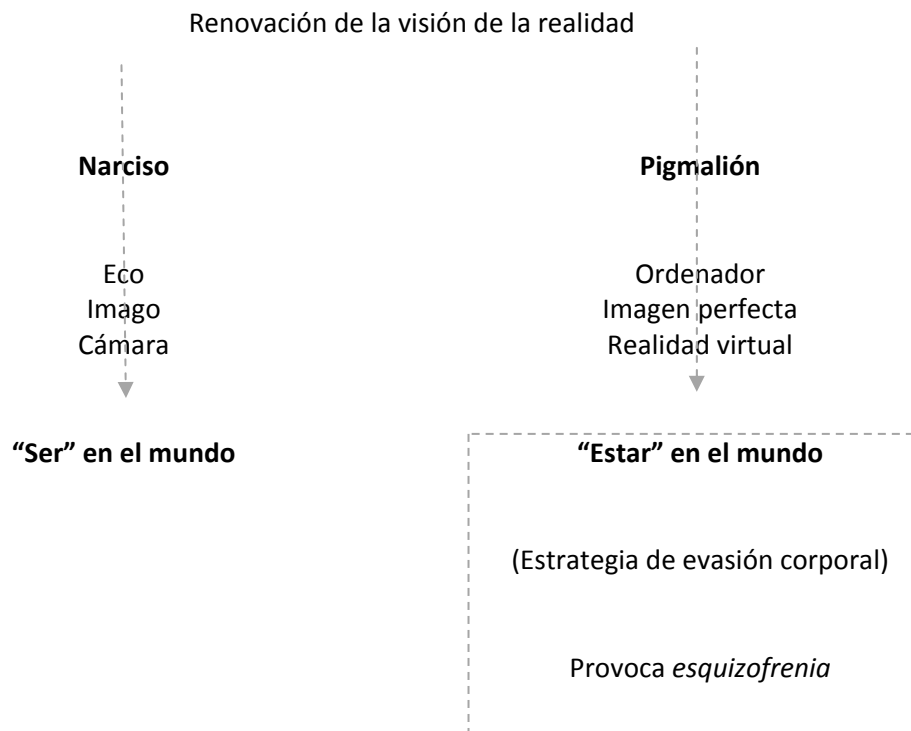 Renovación de la visión de la realidad
Narciso
Pigmalión
Eco
Imago
Cámara
Ordenador
Imagen perfecta
Realidad virtual
“Ser” en el mundo
“Estar” en el mundo
(Estrategia de evasión corporal)
Provoca esquizofrenia